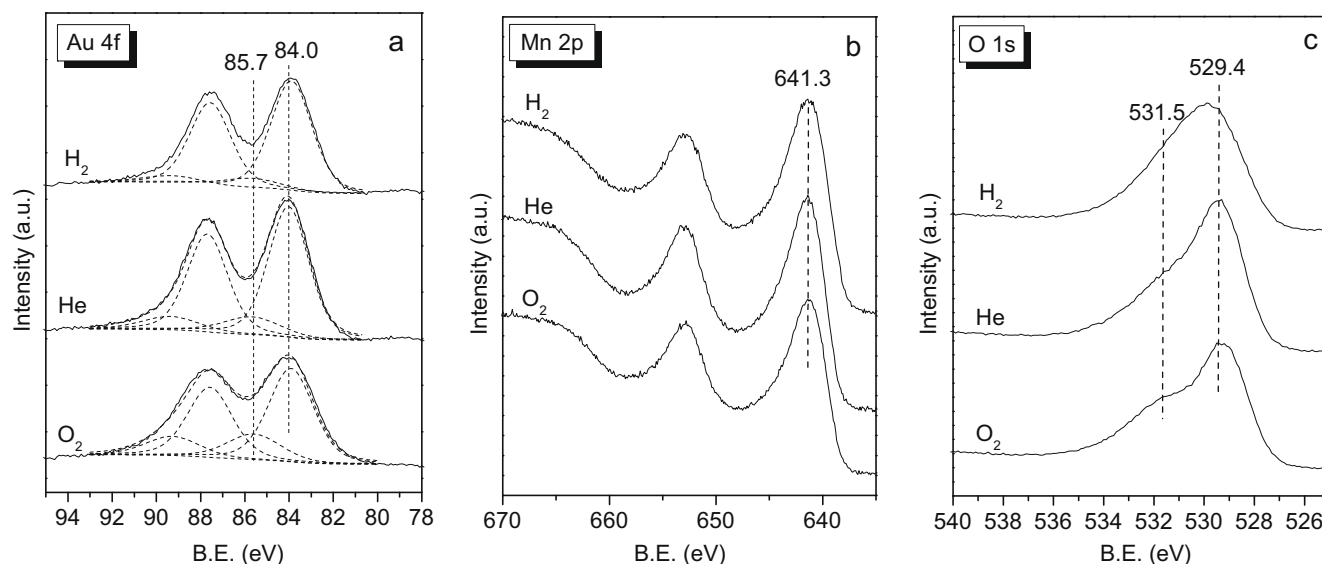 Au 4f
a
85.7
84.0
H2
He
O2
Intensity (a.u.)
94 92 90 88 86 84 82 80 78
B.E. (eV)
Mn 2p
b
641.3
H2
He
O2
Intensity (a.u.)
670 660 650 640
B.E. (eV)
O 1s
c
529.4
531.5
H2
He
O2
Intensity (a.u.)
540 538 536 534 532 530 528 526
B.E. (eV)